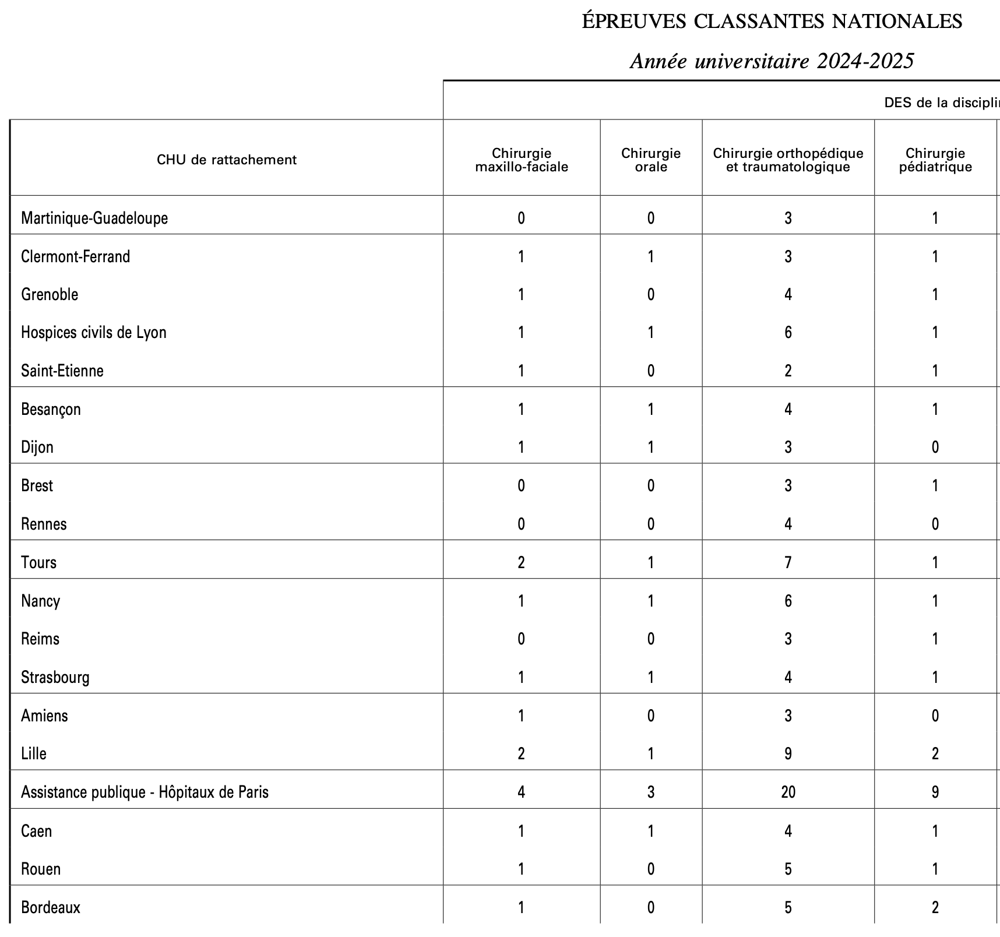 ÉPREUVES CLASSANTES NATIONALES
Année universitaire 2024-2025
DES de la
CHU de rattachement Chirurgie maxillo-faciale Chirurgie orale Chirurgie orthopédique et traumatologique Chirurgie pédiatrique
Martinique-Guadeloupe 0 0 3 1
Clermont-Ferrand 1 1 3 1
Grenoble 1 0 4 1
Hospices civils de Lyon 1 1 6 1
Saint-Etienne 1 0 2 1
Besançon 1 1 4 1
Dijon 1 1 3 0
Brest 0 0 3 1
Rennes 0 0 4 0
Tours 2 1 7 1
Nancy 1 1 6 1
Reims 0 0 3 1
Strasbourg 1 1 4 1
Amiens 1 0 3 0
Lille 2 1 9 2
Assistance publique - Hôpitaux de Paris 4 3 20 9
Caen 1 1 4 1
Rouen 1 0 5 1
Bordeaux 1 0 5 2